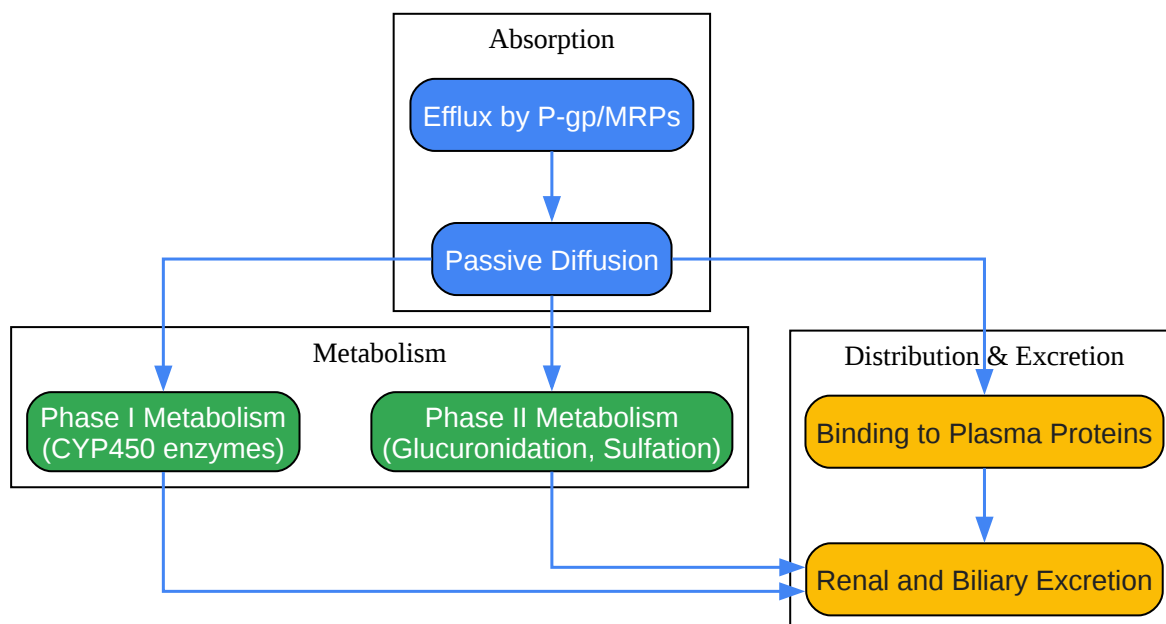 Absorption
Efflux by P-gp/MRPs
Passive Diffusion
Metabolism
Phase I Metabolism
(CYP450 enzymes)
Phase II Metabolism
(Glucuronidation, Sulfation)
Distribution & Excretion
Binding to Plasma Proteins
Renal and Biliary Excretion